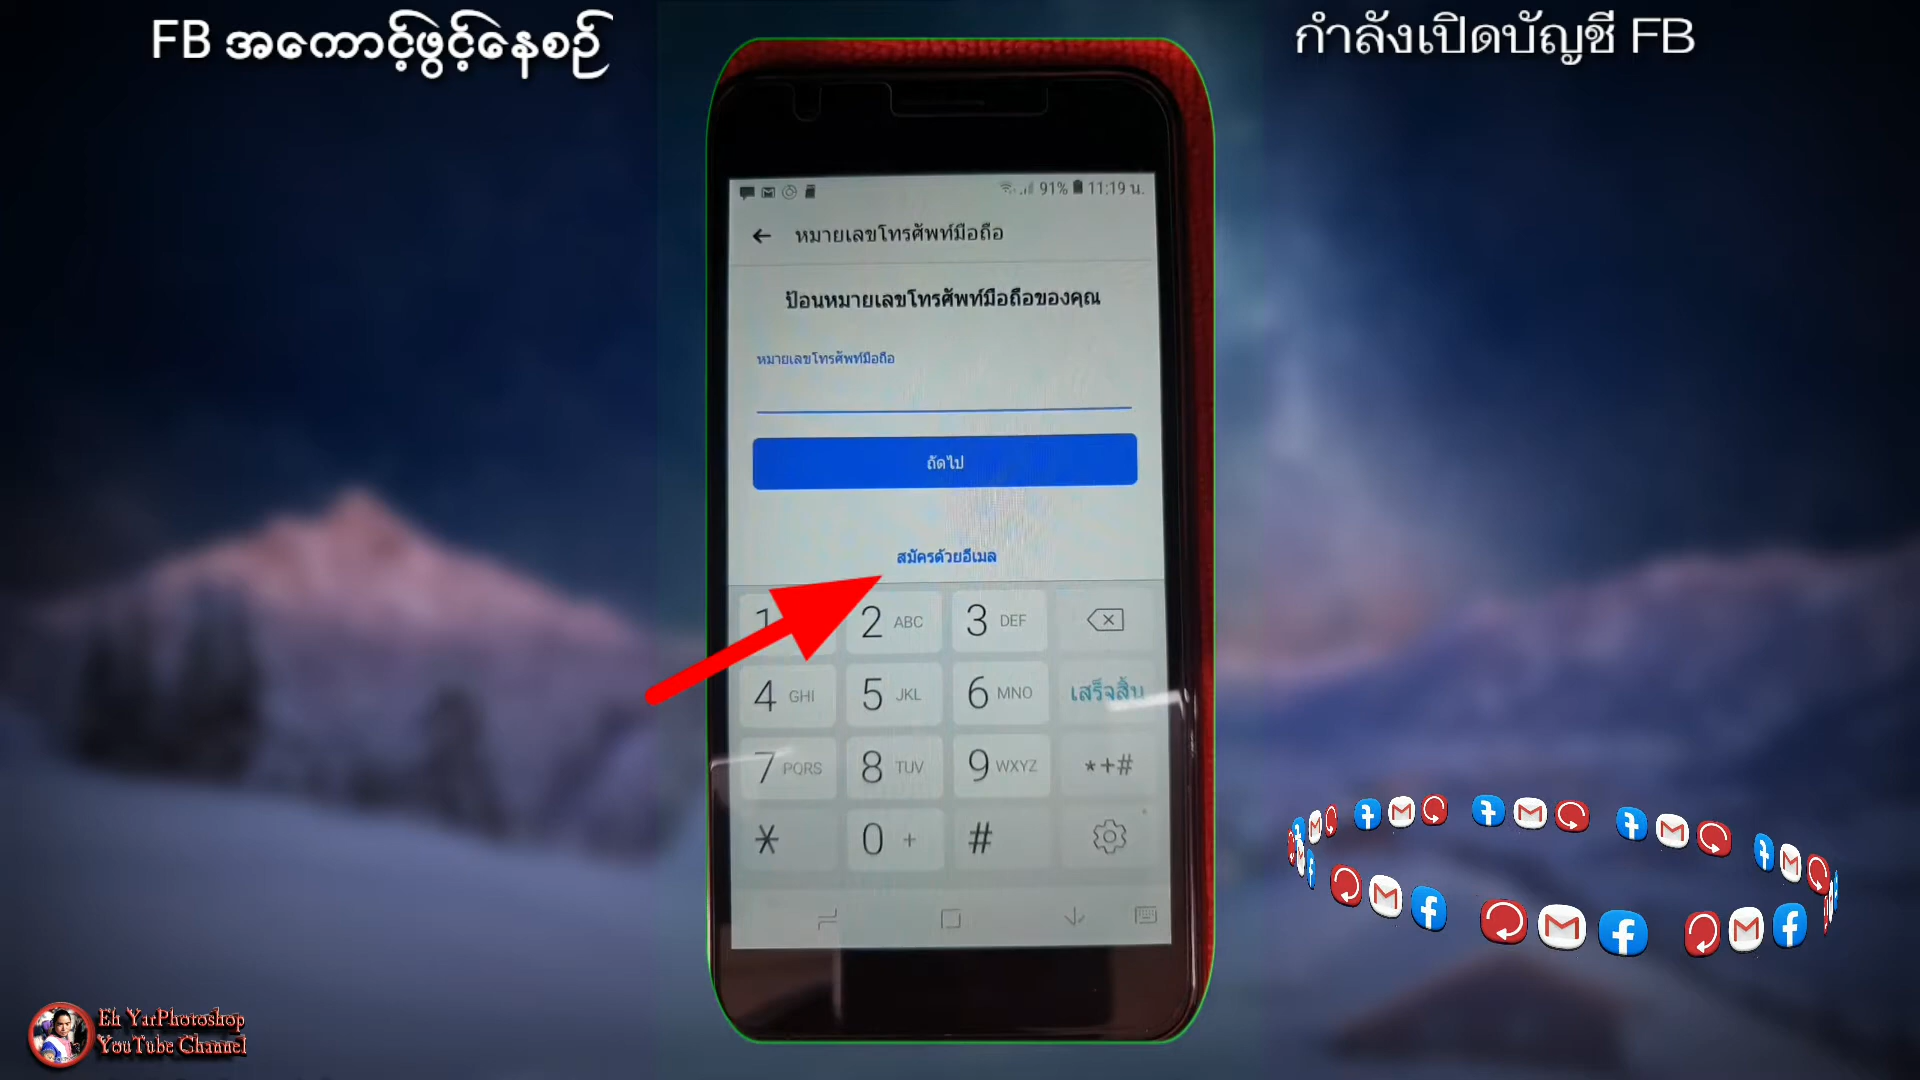 FB အကောင့်ဖွင့်နေစဉ်
กำลังเปิดบัญชี FB
91% 11:19 น.
หมายเลขโทรศัพท์มือถือ
ป้อนหมายเลขโทรศัพท์มือถือของคุณ
หมายเลขโทรศัพท์มือถือ
ถัดไป
สมัครด้วยอีเมล
1 2 ABC 3 DEF
4 GHI 5 JKL 6 MNO เสร็จสิ้น
7 PQRS 8 TUV 9 WXYZ *+#
* 0 + #
Eh YarPhotoshop
YouTube Channel